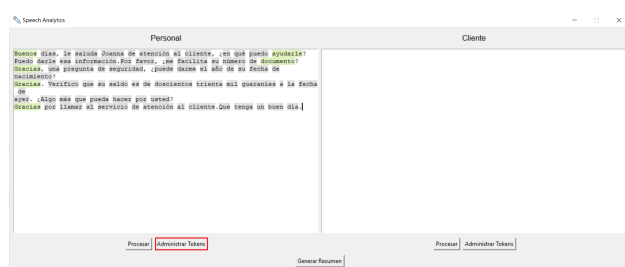 Speech Analytics
Personal
Cliente
Buenos días, le saluda Joanna de atención al cliente, ¿en qué puedo ayudarle?
Puedo darle esa información.Por favor, ¿me facilita su número de documento?
Gracias, una pregunta de seguridad, ¿puede darme el año de su fecha de
nacimiento?
Gracias. Verifico que su saldo es de doscientos trienta mil guaraníes a la fecha
de
ayer. ¿Algo más que pueda hacer por usted?
Gracias por llamar al servicio de atención al cliente.Que tenga un buen día.
Procesar
Administrar Tokens
Procesar
Administrar Tokens
Generar Resumen